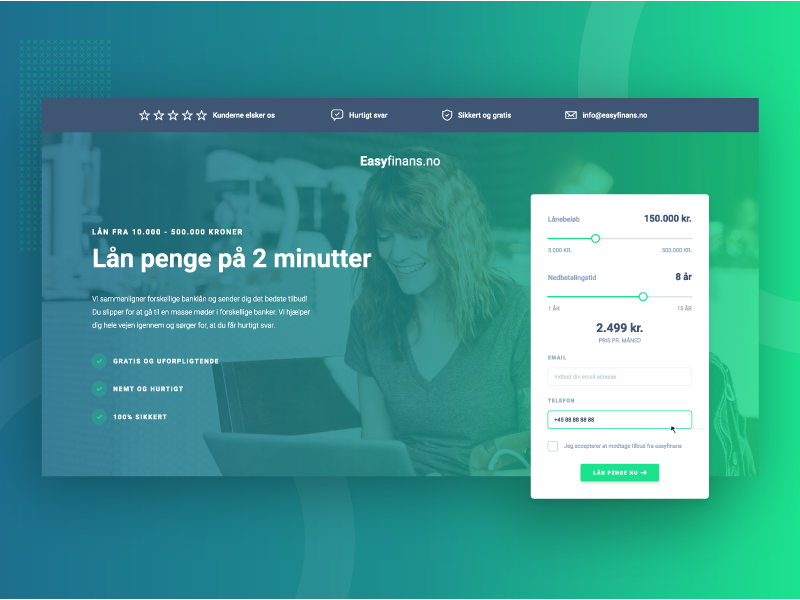 Kunderne elsker os
Hurtigt svar
Sikkert og gratis
info@easyfinans.no
Easyfinans.no
LÅN FRA 10.000 - 500.000 KRONER
Lån penge på 2 minutter
Vi sammenligner forskellige banklån og sender dig det bedste tilbud!
Du slipper for at gå til en masse møder i forskellige banker. Vi hjælper
dig hele vejen igennem og sørger for, at du får hurtigt svar.
GRATIS OG UFORPLIGTENDE
NEMT OG HURTIGT
100% SIKKERT
Lånebeløb 150.000 kr.
5.000 KR. 500.000 KR.
Nedbetalingstid 8 år
1 ÅR 15 ÅR
2.499 kr.
PRIS PR. MÅNED
EMAIL
Indtast din email adresse
TELEFON
+45 88 88 88 88
Jeg accepterer at modtage tilbud fra easyfinans
LÅN PENGE NU